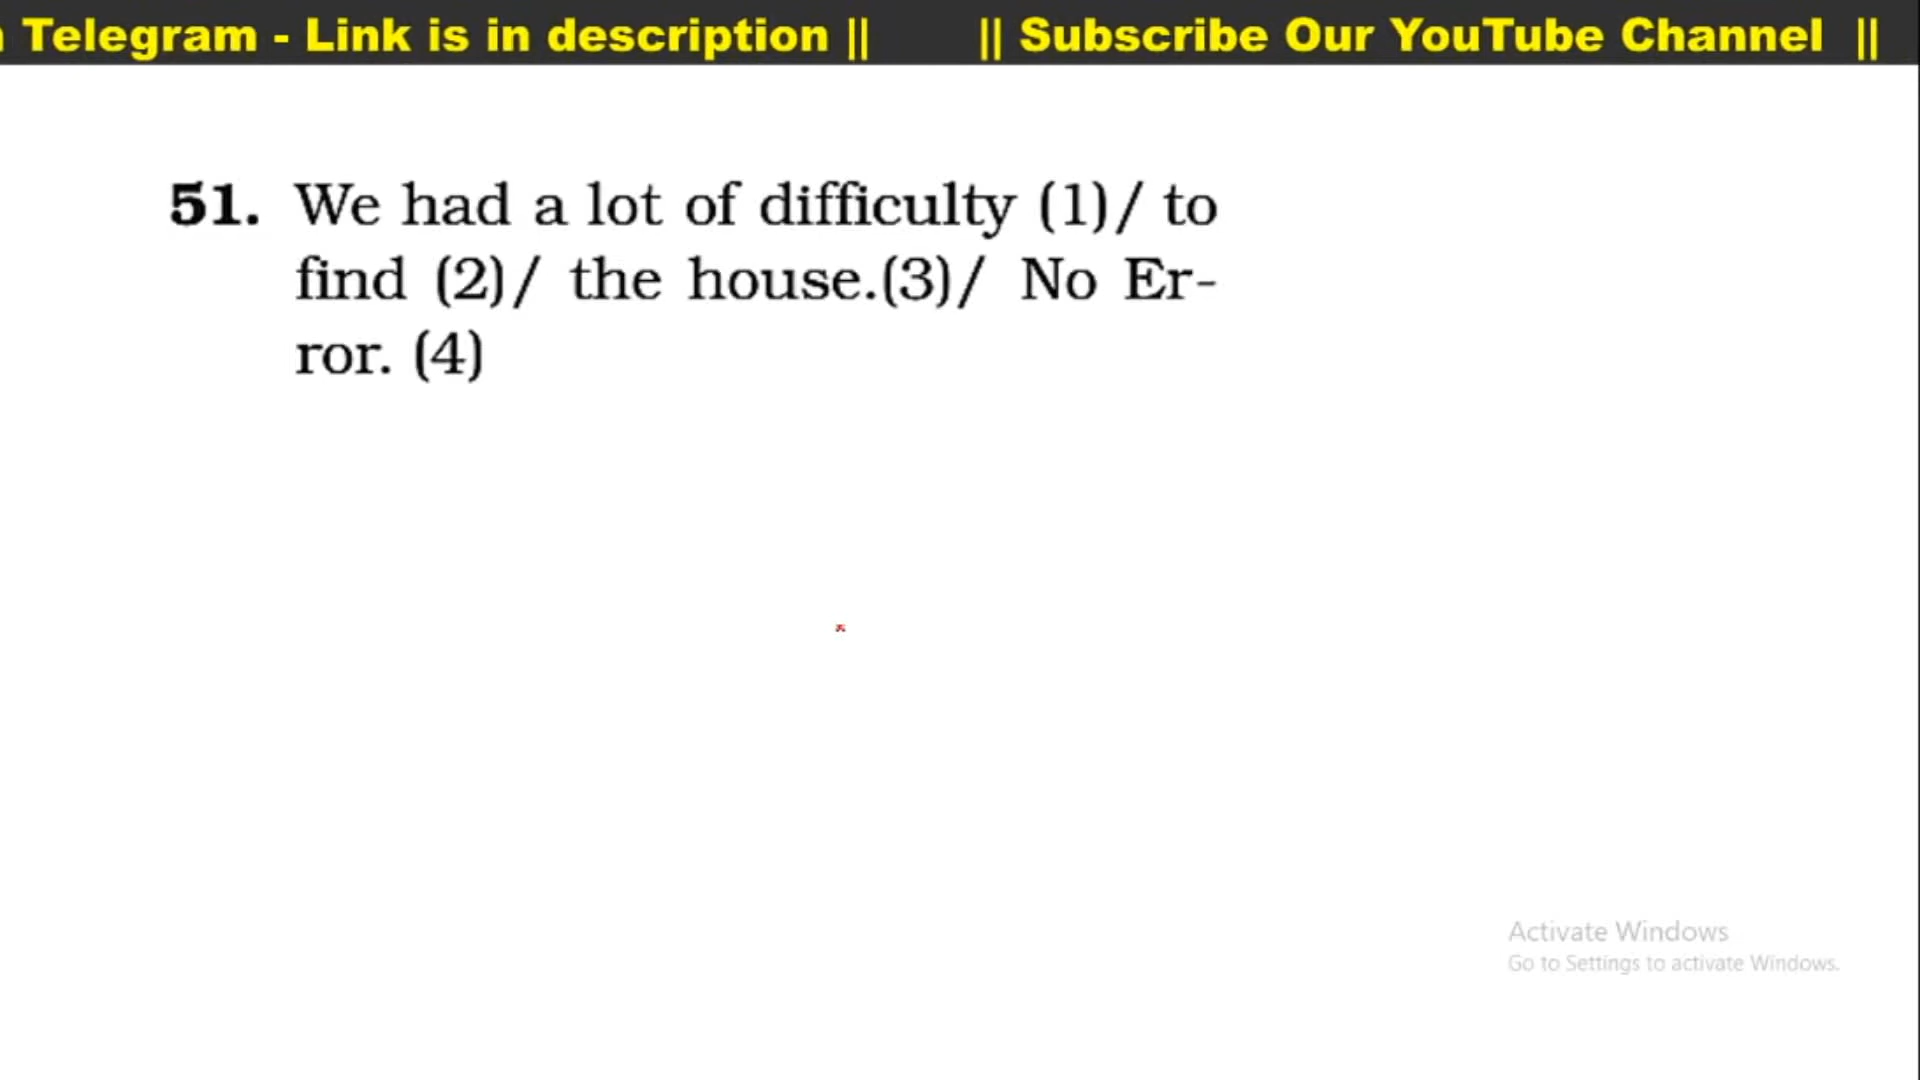 Telegram - Link is in description || || Subscribe Our YouTube Channel ||
51. We had a lot of difficulty (1)/ to
find (2)/ the house.(3)/ No Er-
ror. (4)
Activate Windows
Go to Settings to activate Windows.